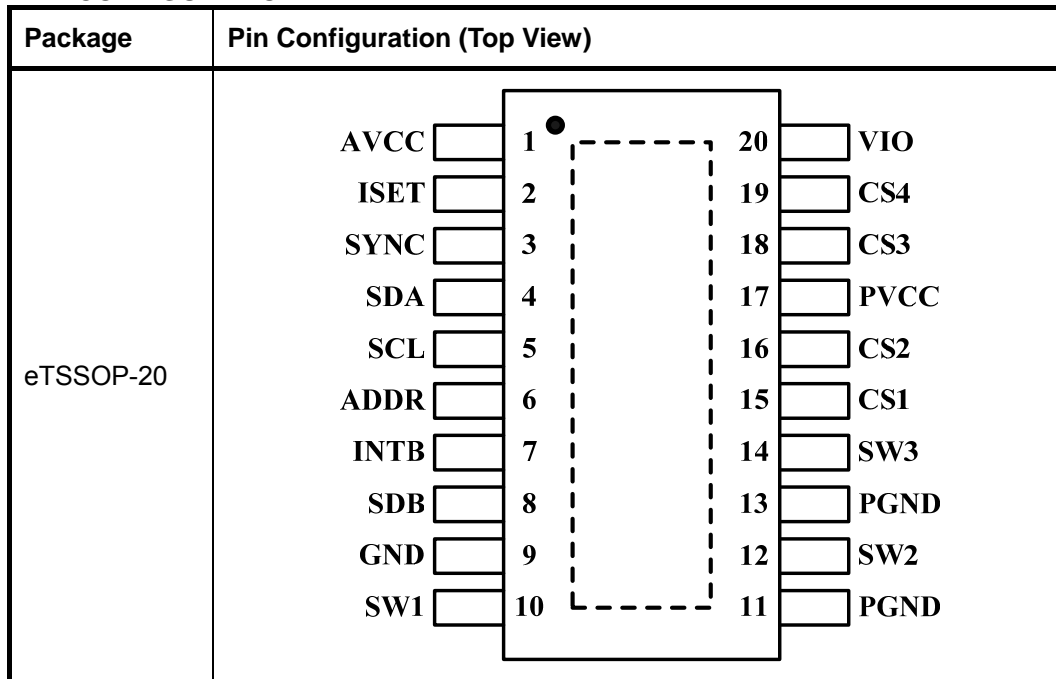 Package Pin Configuration (Top View)
eTSSOP-20
AVCC 1 20 VIO
ISET 2 19 CS4
SYNC 3 18 CS3
SDA 4 17 PVCC
SCL 5 16 CS2
ADDR 6 15 CS1
INTB 7 14 SW3
SDB 8 13 PGND
GND 9 12 SW2
SW1 10 11 PGND